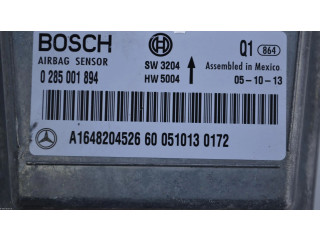 BOSCH
SW 3204
Q1 864
AIRBAG SENSOR
Assembled in Mexico
0 285 001 894
HW 5004
05-10-13
A1648204526 60 051013 0172